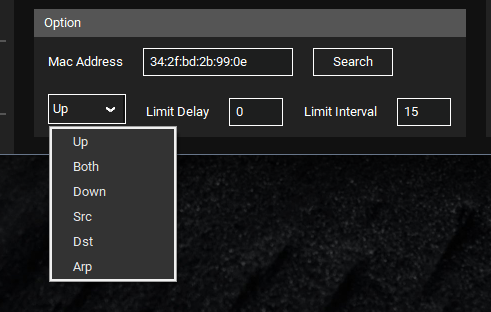 Option
Mac Address 34:2f:bd:2b:99:0e Search
Up Limit Delay 0 Limit Interval 15
Up
Both
Down
Src
Dst
Arp